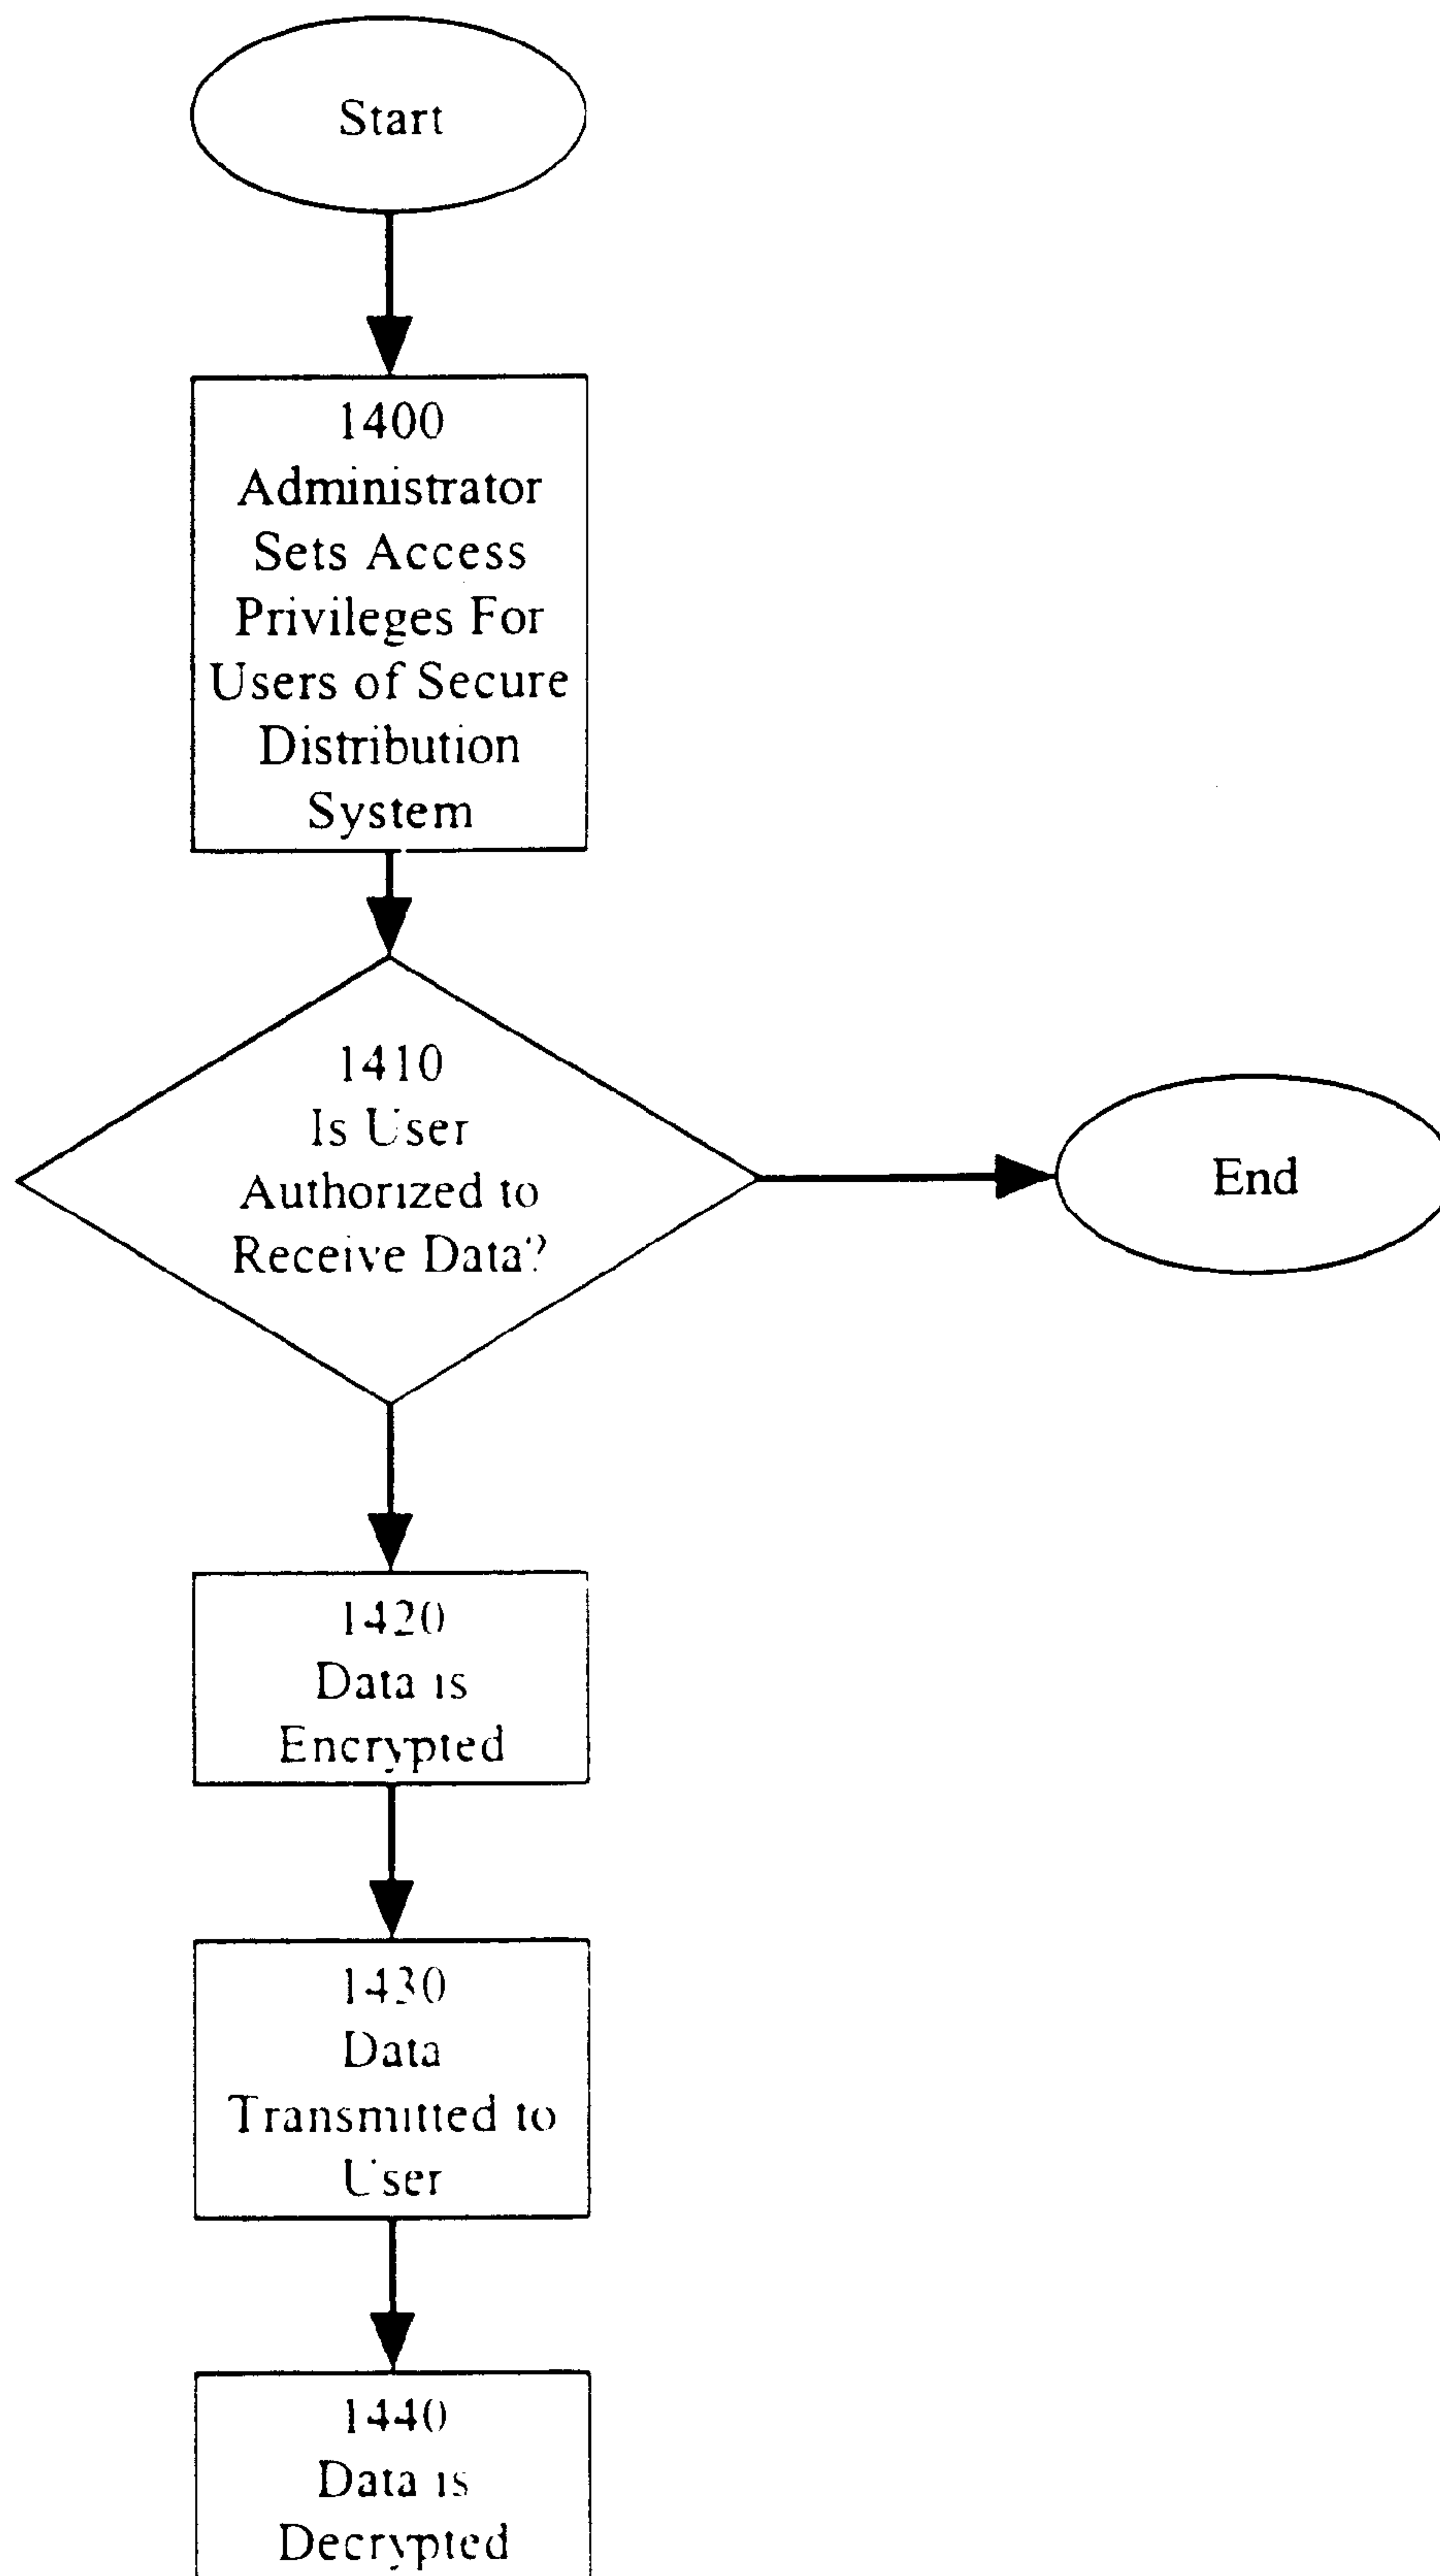 Start
1400
Administrator
Sets Access
Privileges For
Users of Secure
Distribution
System
1410
Is User
Authorized to
Receive Data?
End
1420
Data is
Encrypted
1430
Data
Transmitted to
User
1440
Data is
Decrypted